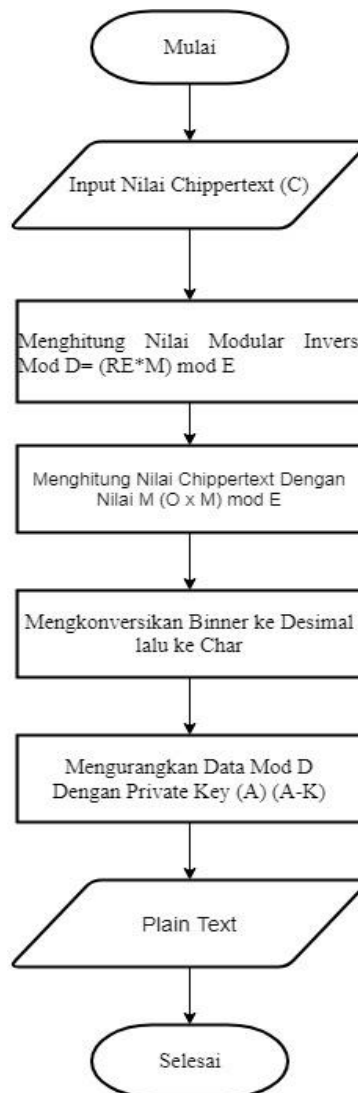 Mulai
Input Nilai Chippertext (C)
Menghitung Nilai Modular Invers
Mod D= (RE*M) mod E
Menghitung Nilai Chippertext Dengan
Nilai M (O x M) mod E
Mengkonversikan Binner ke Desimal
lalu ke Char
Mengurangkan Data Mod D
Dengan Private Key (A) (A-K)
Plain Text
Selesai